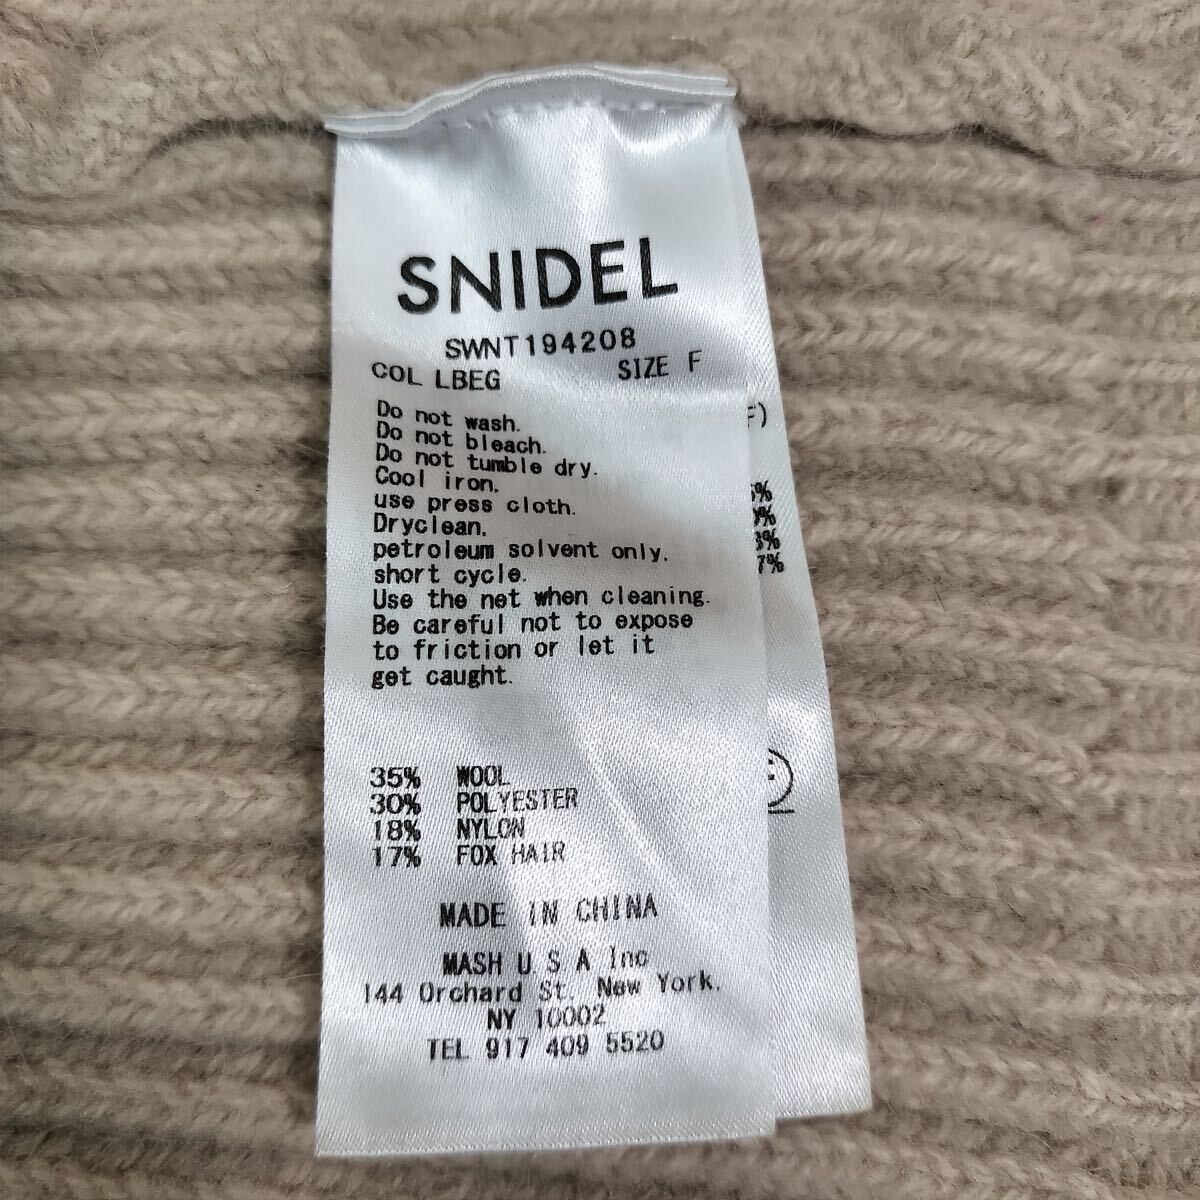 SNIDEL
SWNT194208
COL LBEG SIZE F
Do not wash.
Do not bleach.
Do not tumble dry.
Cool iron,
use press cloth.
Dryclean,
petroleum solvent only,
short cycle.
Use the net when cleaning.
Be careful not to expose
to friction or let it
get caught.
35% WOOL
30% POLYESTER
18% NYLON
17% FOX HAIR
MADE IN CHINA
MASH U S A Inc
144 Orchard St. New York.
NY 10002
TEL 917 409 5520
F)
%
%
%
7%
F